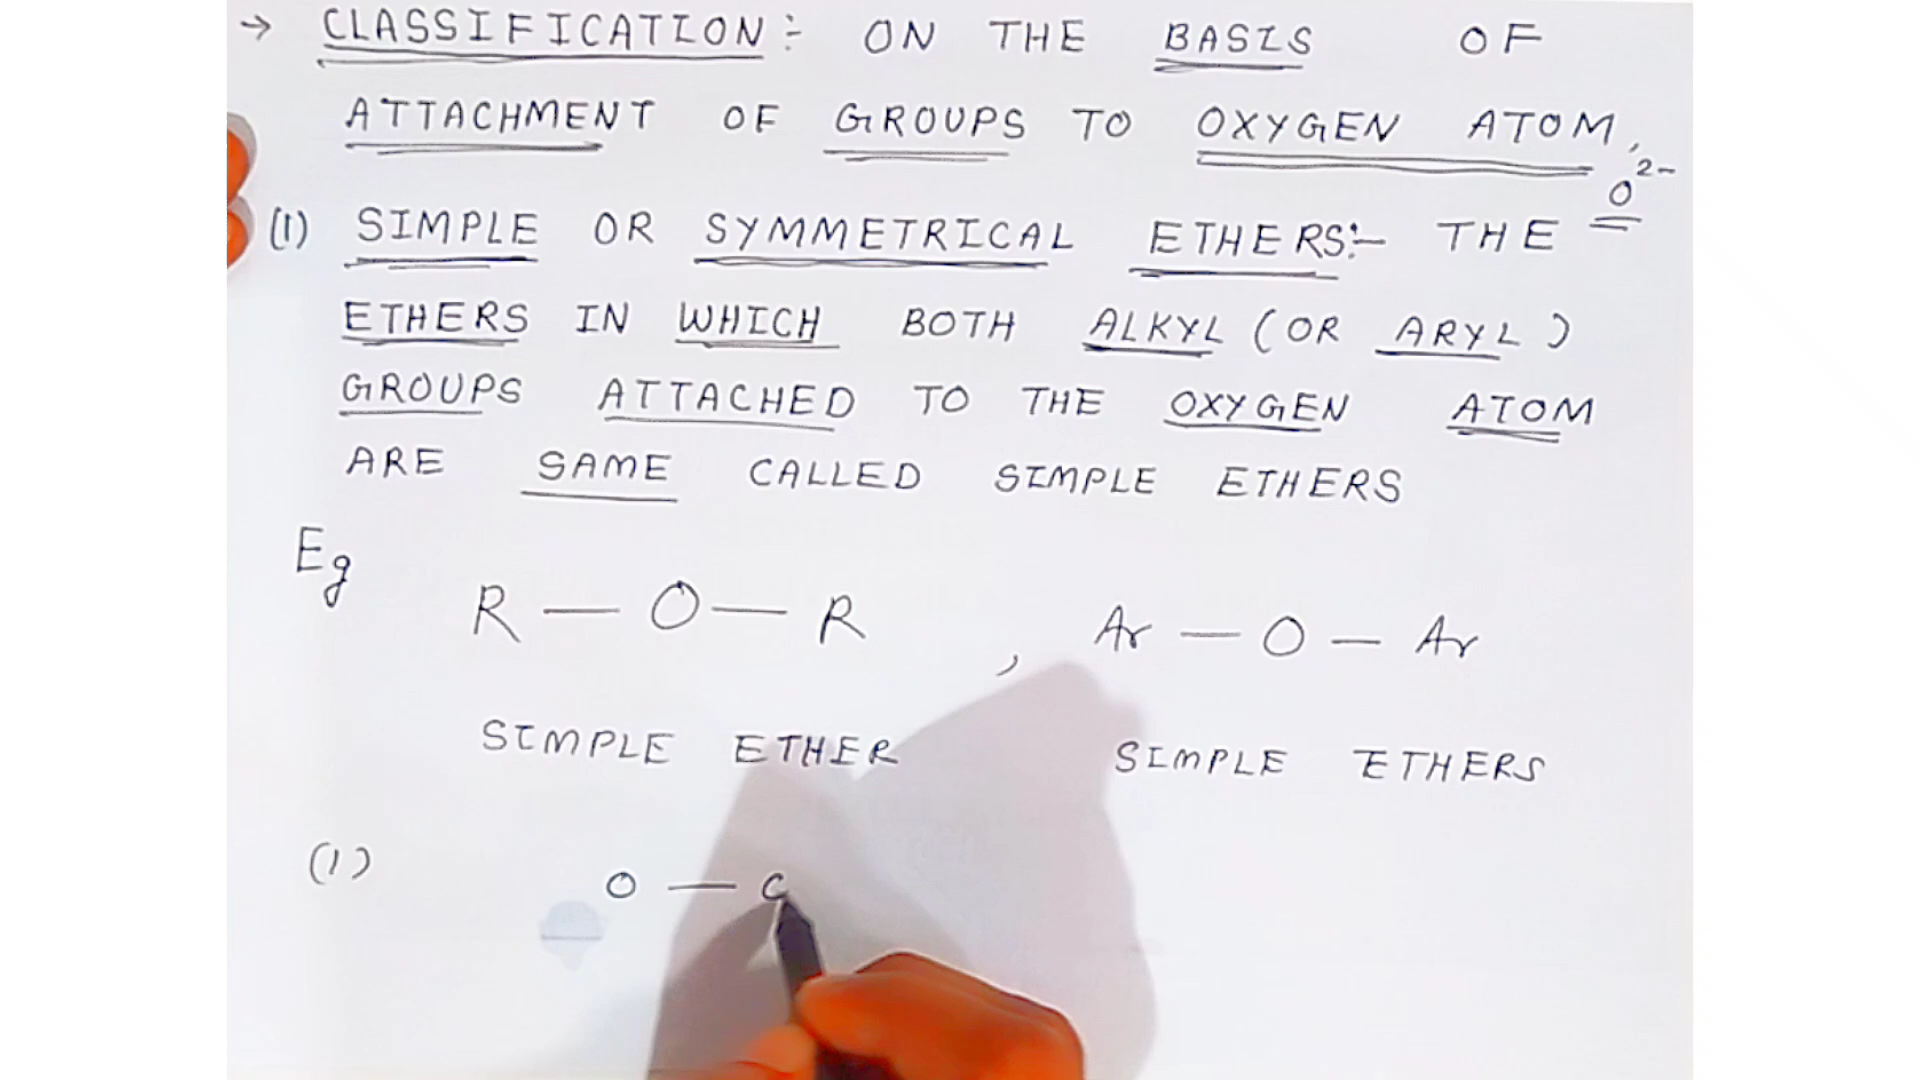 → CLASSIFICATION :- ON THE BASIS OF
ATTACHMENT OF GROUPS TO OXYGEN ATOM,
O2-
(1) SIMPLE OR SYMMETRICAL ETHERS:- THE
ETHERS IN WHICH BOTH ALKYL (OR ARYL)
GROUPS ATTACHED TO THE OXYGEN ATOM
ARE SAME CALLED SIMPLE ETHERS
Eg
R — O — R , Ar — O — Ar
SIMPLE ETHER SIMPLE ETHERS
(1) O — C